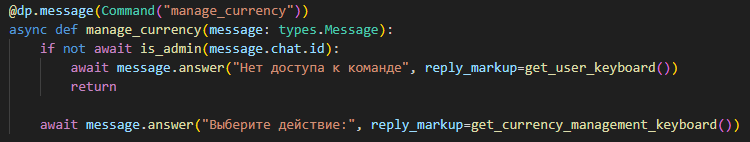 @dp.message(Command("manage_currency"))
async def manage_currency(message: types.Message):
    if not await is_admin(message.chat.id):
        await message.answer("Нет доступа к команде", reply_markup=get_user_keyboard())
        return

    await message.answer("Выберите действие:", reply_markup=get_currency_management_keyboard())